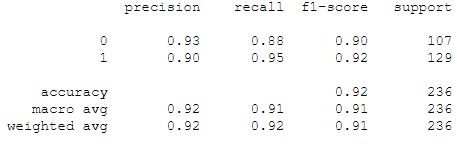 precision recall f1-score support
0 0.93 0.88 0.90 107
1 0.90 0.95 0.92 129
accuracy 0.92 236
macro avg 0.92 0.91 0.91 236
weighted avg 0.92 0.92 0.91 236